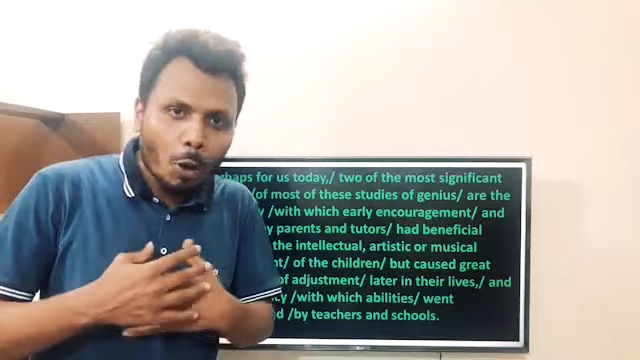 for us today,/ two of the most significant
/of most of these studies of genius/ are the
/with which early encouragement/ and
by parents and tutors/ had beneficial
the intellectual, artistic or musical
of the children/ but caused great
of adjustment/ later in their lives,/ and
/with which abilities/ went
/by teachers and schools.